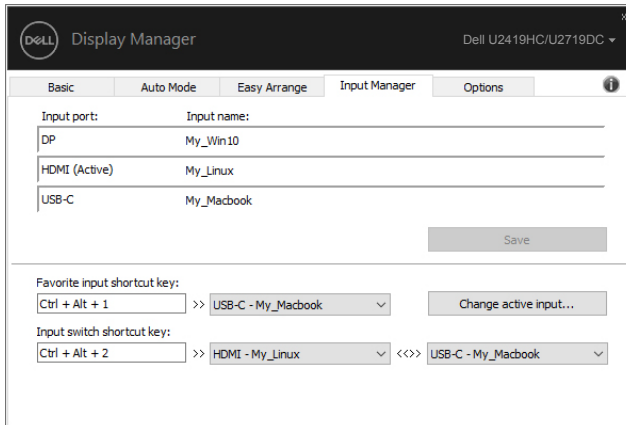 DELL Display Manager Dell U2419HC/U2719DC
Basic Auto Mode Easy Arrange Input Manager Options
Input port: Input name:
DP My_Win10
HDMI (Active) My_Linux
USB-C My_Macbook
Save
Favorite input shortcut key:
Ctrl + Alt + 1 >> USB-C - My_Macbook Change active input...
Input switch shortcut key:
Ctrl + Alt + 2 >> HDMI - My_Linux <<>> USB-C - My_Macbook